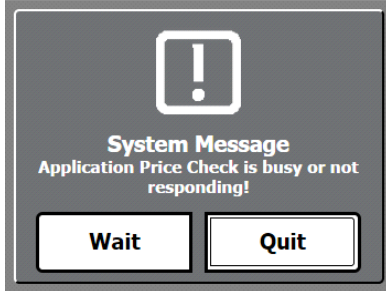 !
System Message
Application Price Check is busy or not
responding!
Wait
Quit